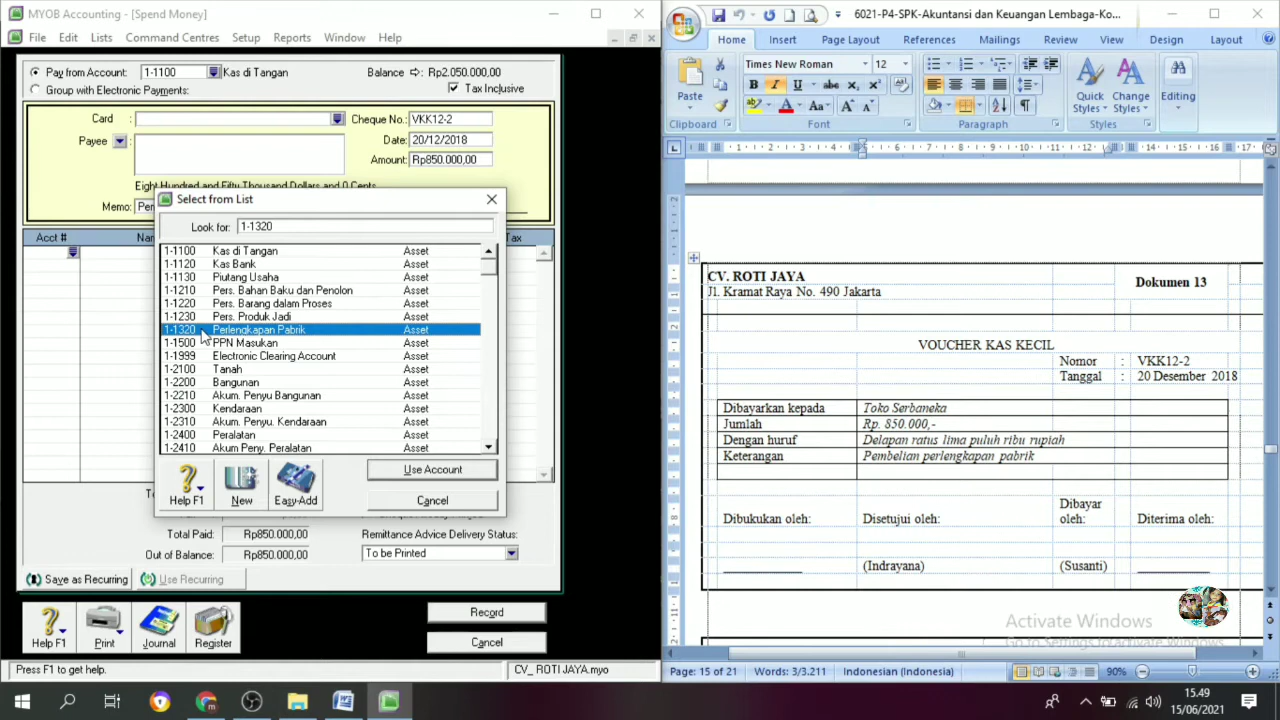 MYOB Accounting - [Spend Money]
File Edit Lists Command Centres Setup Reports Window Help
Pay from Account: 1-1100 Kas di Tangan Balance Rp2.050.000,00
Group with Electronic Payments: Tax Inclusive
Card: Cheque No.: VKK12-2
Payee Date: 20/12/2018
Amount: Rp850.000,00
Eight Hundred and Fifty Thousand Dollars and 0 Cents
Memo:
Acct # Tax
Select from List
Look for: 1-1320
1-1100 Kas di Tangan Asset
1-1120 Kas Bank Asset
1-1130 Piutang Usaha Asset
1-1210 Pers. Bahan Baku dan Penolon Asset
1-1220 Pers. Barang dalam Proses Asset
1-1230 Pers. Produk Jadi Asset
1-1320 Perlengkapan Pabrik Asset
1-1500 PPN Masukan Asset
1-1999 Electronic Clearing Account Asset
1-2100 Tanah Asset
1-2200 Bangunan Asset
1-2210 Akum. Penyu Bangunan Asset
1-2300 Kendaraan Asset
1-2310 Akum. Penyu. Kendaraan Asset
1-2400 Peralatan Asset
1-2410 Akum Peny. Peralatan Asset
Help F1 New Easy-Add Use Account
Cancel
Total Paid: Rp850.000,00 Remittance Advice Delivery Status:
Out of Balance: Rp850.000,00 To be Printed
Save as Recurring Use Recurring
Help F1 Print Journal Register Record
Cancel
Press F1 to get help. CV_ ROTI JAYA.myo
6021-P4-SPK-Akuntansi dan Keuangan Lembaga-Ko...
Home Insert Page Layout References Mailings Review View Design Layout
Times New Roman 12
Paste Quick Styles Change Styles Editing
Clipboard Font Paragraph Styles
CV. ROTI JAYA Dokumen 13
Jl. Kramat Raya No. 490 Jakarta
VOUCHER KAS KECIL
Nomor : VKK12-2
Tanggal : 20 Desember 2018
Dibayarkan kepada Toko Serbaneka
Jumlah Rp. 850.000,-
Dengan huruf Delapan ratus lima puluh ribu rupiah
Keterangan Pembelian perlengkapan pabrik
Dibukukan oleh: Disetujui oleh: Dibayar oleh: Diterima oleh:
(Indrayana) (Susanti)
Activate Windows
Go to Settings to activate Windows.
Page: 15 of 21 Words: 3/3.211 Indonesian (Indonesia) 90%
15.49
15/06/2021